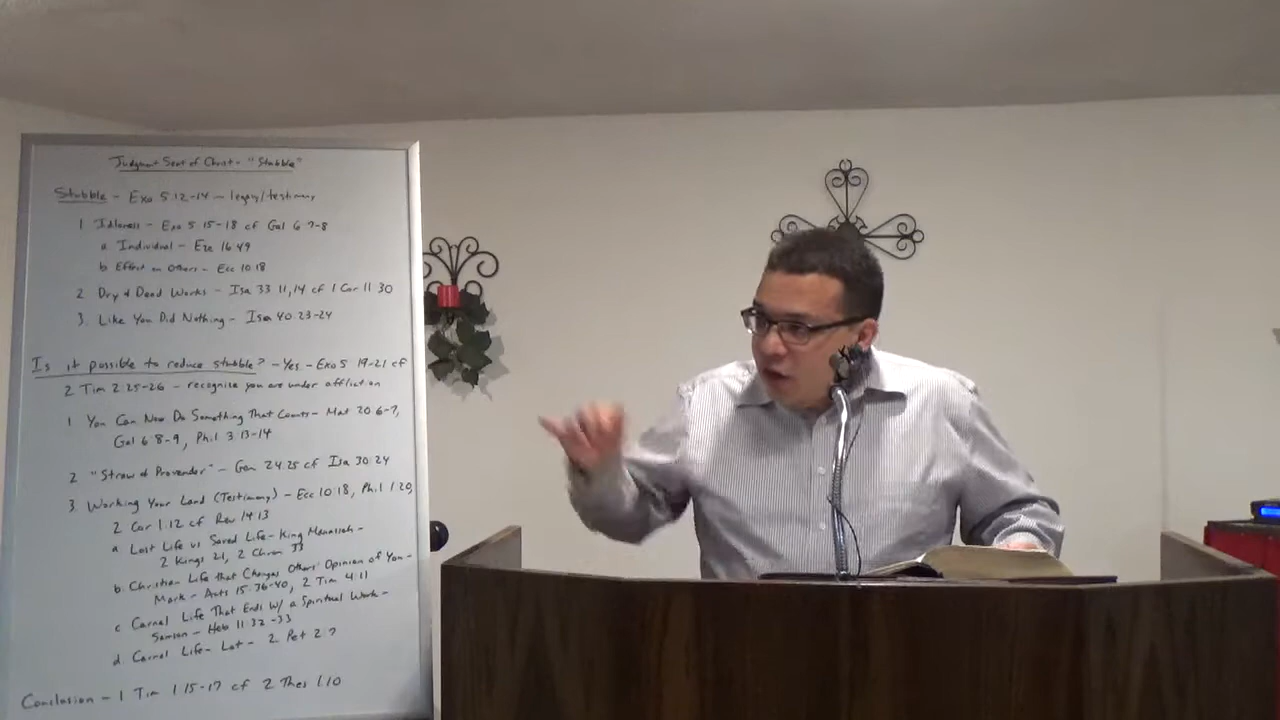 Judgment Seat of Christ - "Stubble"
Stubble - Exo 5:12-14 - legacy/testimony
1 Idleness - Exo 5:15-18 cf Gal 6:7-8
a Individual - Eze 16:49
b Effect on Others - Ecc 10:18
2 Dry & Dead Works - Isa 33:11,14 cf 1 Cor 11:30
3. Like You Did Nothing - Isa 40:23-24
Is it possible to reduce stubble? - Yes - Exo 5:19-21 cf
2 Tim 2:25-26 - recognise you are under affliction
1 You Can Now Do Something That Counts - Mat 20:6-7,
Gal 6:8-9, Phil 3:13-14
2 "Straw & Provender" - Gen 24:25 cf Isa 30:24
3. Working Your Land (Testimony) - Ecc 10:18, Phil 1:20,
2 Cor 1:12 cf Rev 14:13
a Lost Life vs Saved Life - King Menassah -
2 Kings 21, 2 Chron 33
b. Christian Life that Changes Others' Opinion of You -
Mark - Acts 15:36-40, 2 Tim 4:11
c Carnal Life That Ends w/ a Spiritual Work -
Samson - Heb 11:32-33
d. Carnal Life - Lot - 2 Pet 2:7
Conclusion - 1 Tim 1:15-17 cf 2 Thes 1:10